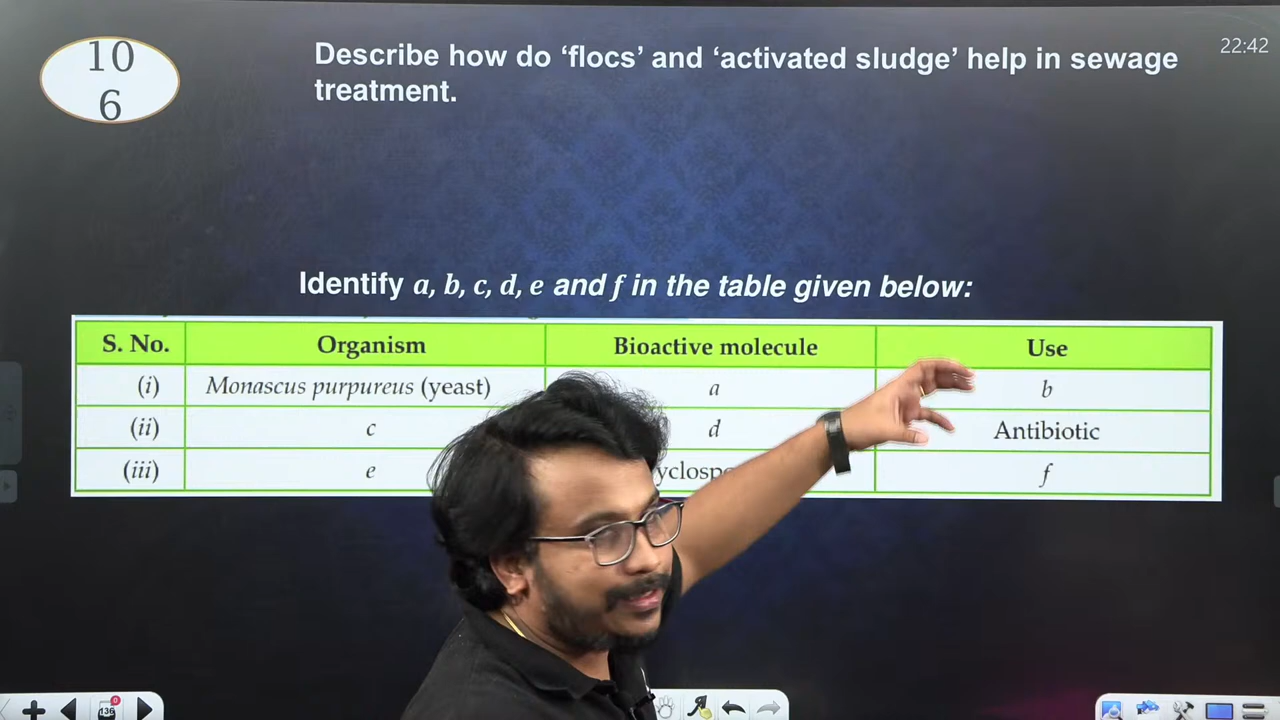 10
6
Describe how do ‘flocs’ and ‘activated sludge’ help in sewage
treatment.
22:42
Identify a, b, c, d, e and f in the table given below:
S. No. Organism Bioactive molecule Use
(i) Monascus purpureus (yeast) a b
(ii) c d Antibiotic
(iii) e f
136